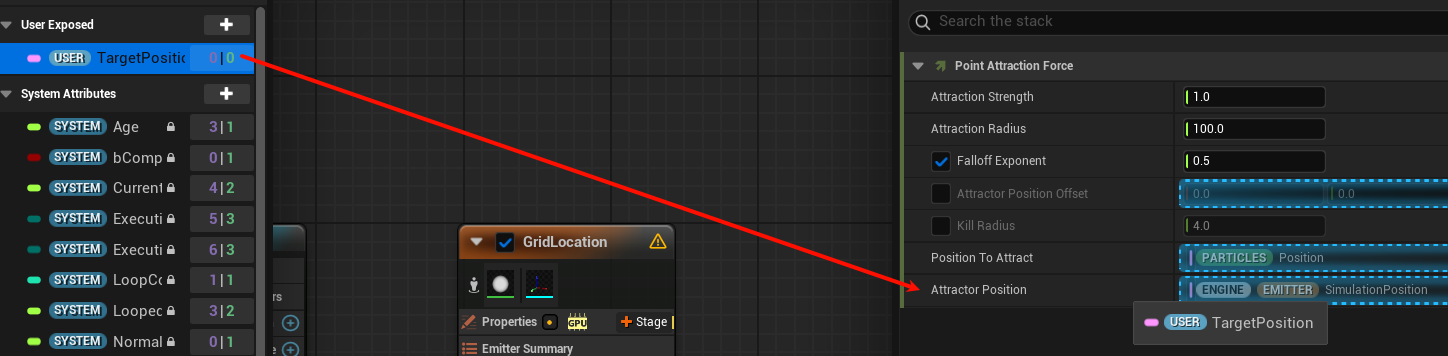 User Exposed
USER TargetPositic 0|0
System Attributes
SYSTEM Age 3|1
SYSTEM bComp 0|1
SYSTEM Current 4|2
SYSTEM Executi 5|3
SYSTEM Executi 6|3
SYSTEM LoopCo 1|1
SYSTEM Looped 3|2
SYSTEM Normal 0|1
rs
GridLocation
Properties GPU Stage
Emitter Summary
Search the stack
Point Attraction Force
Attraction Strength 1.0
Attraction Radius 100.0
Falloff Exponent 0.5
Attractor Position Offset 0.0 0.0
Kill Radius 4.0
Position To Attract PARTICLES Position
Attractor Position ENGINE EMITTER SimulationPosition
USER TargetPosition